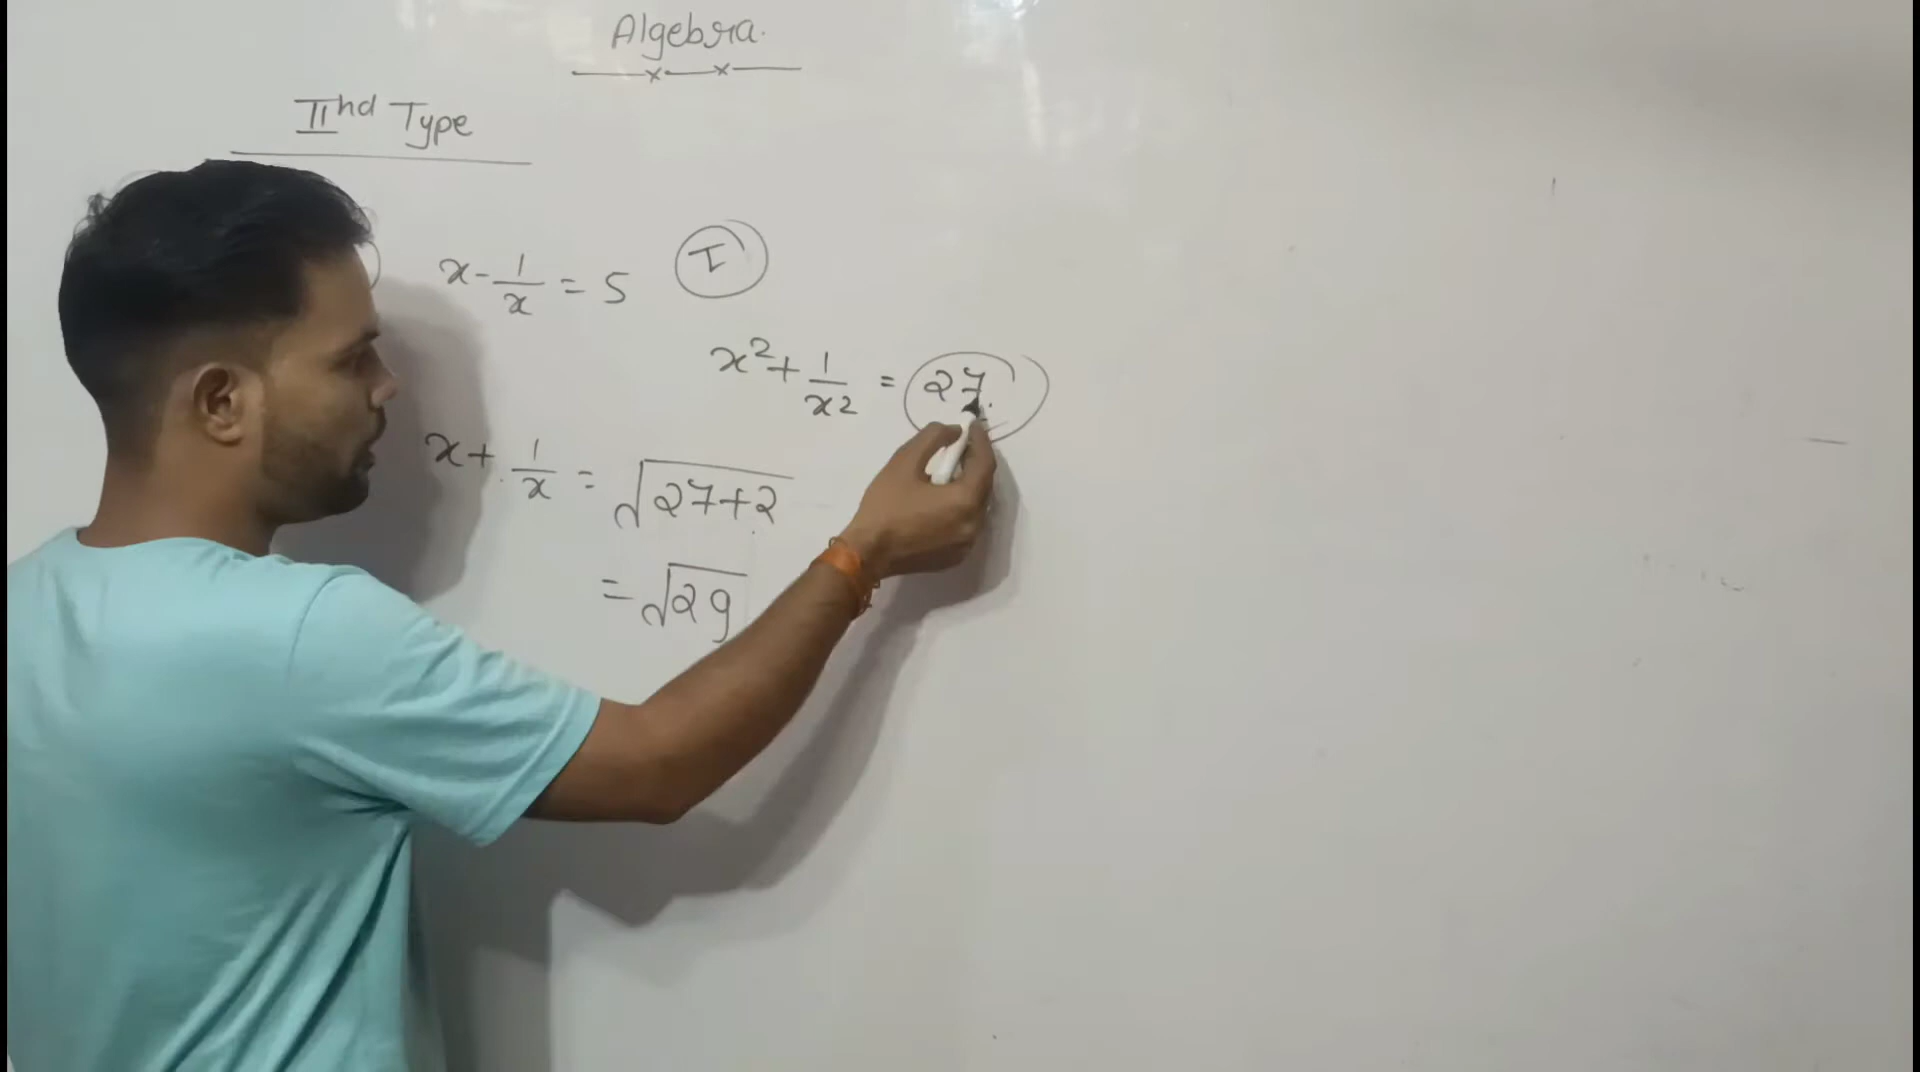 Algebra.
IInd Type
x - 1/x = 5 I
x² + 1/x² = 27
x + 1/x = √27+2
= √29